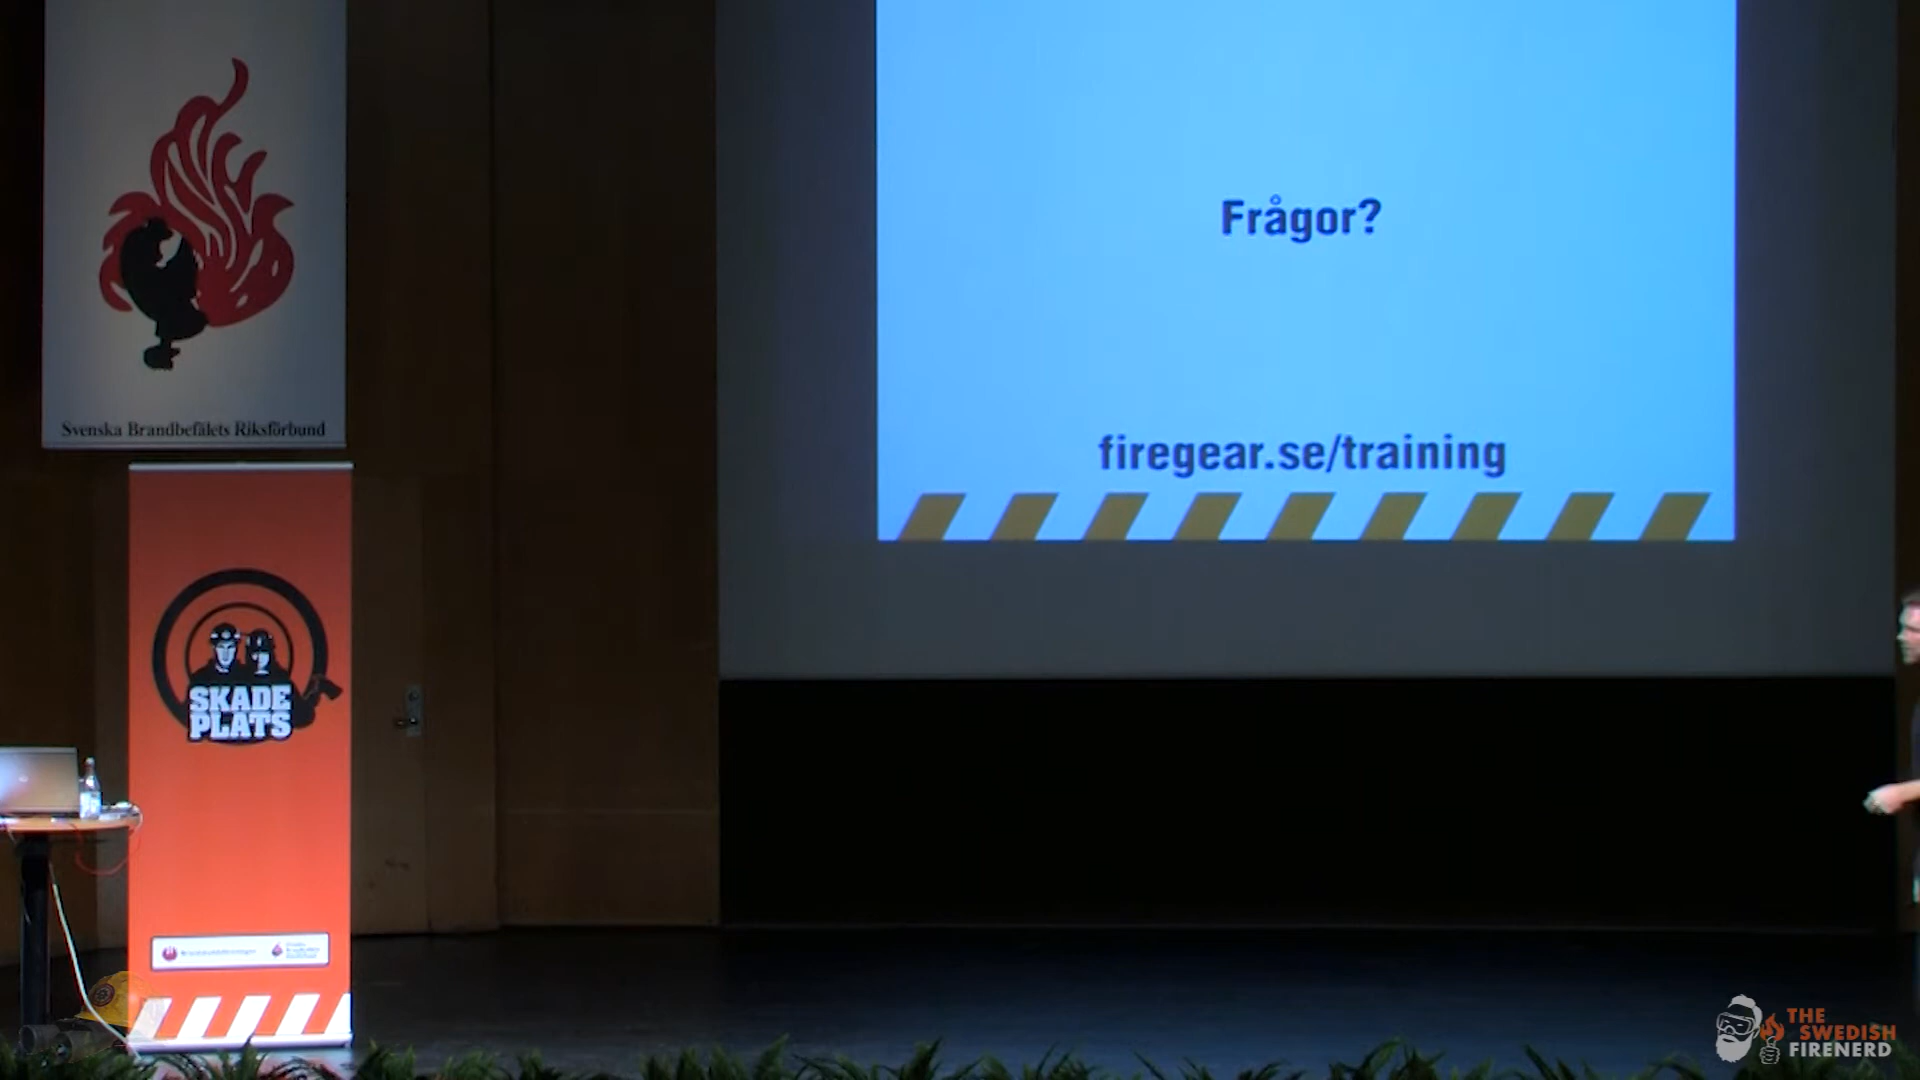 Frågor?
firegear.se/training
Svenska Brandbefälets Riksförbund
SKADE
PLATS
THE
SWEDISH
FIRENERD